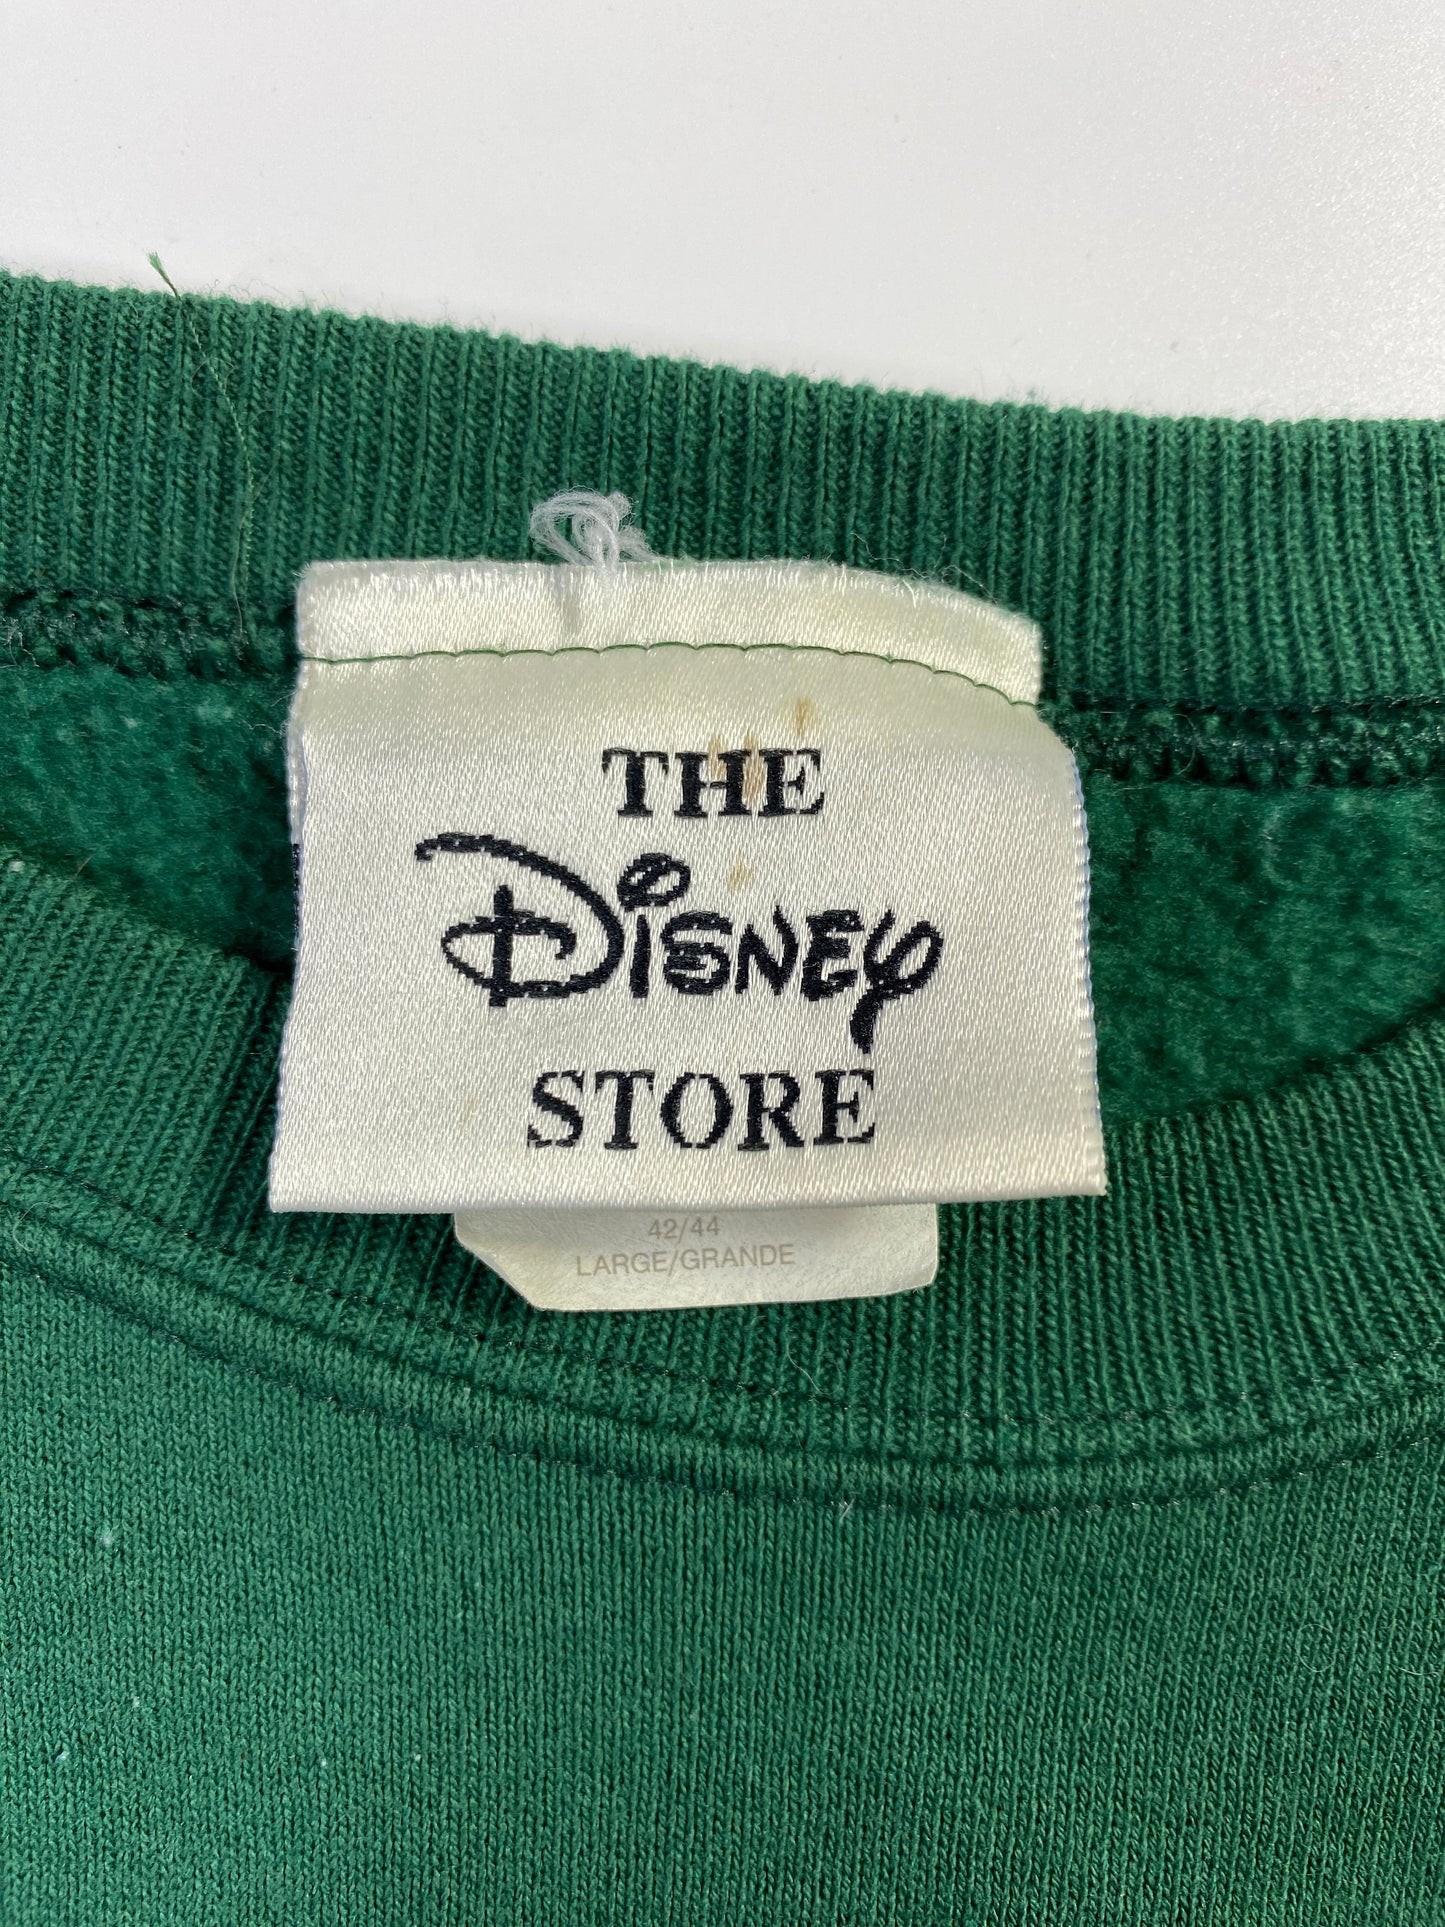 THE
DISNEY
STORE
42/44
LARGE/GRANDE